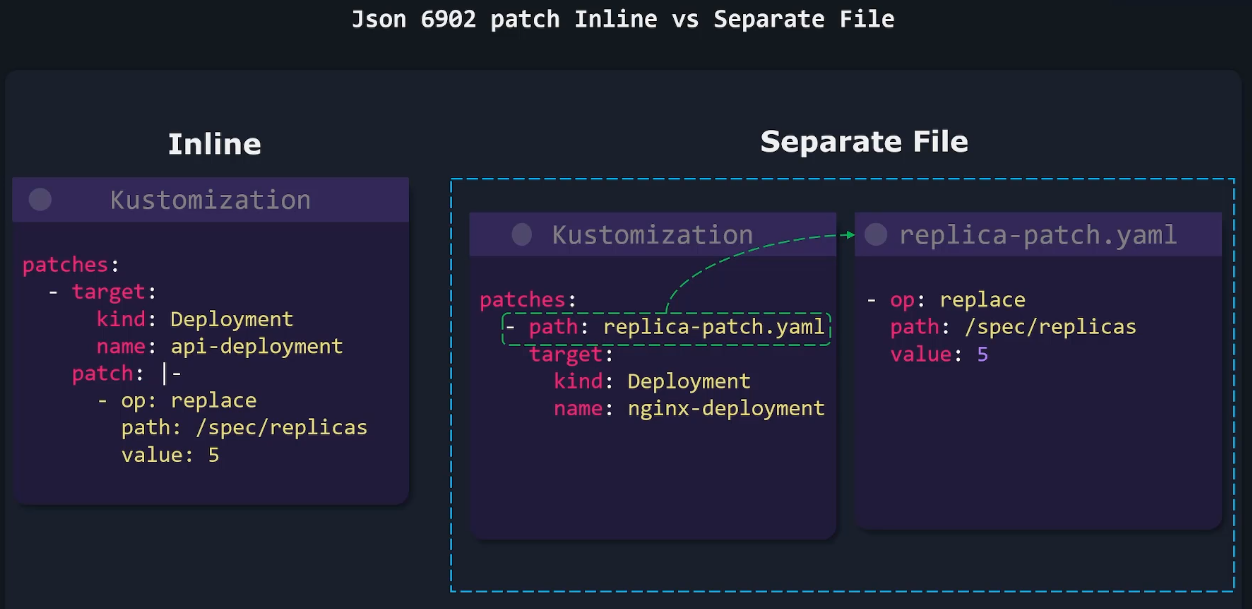 Json 6902 patch Inline vs Separate File
Inline
Kustomization
patches:
  - target:
      kind: Deployment
      name: api-deployment
    patch: |-
      - op: replace
        path: /spec/replicas
        value: 5
Separate File
Kustomization
patches:
  - path: replica-patch.yaml
    target:
      kind: Deployment
      name: nginx-deployment
replica-patch.yaml
- op: replace
  path: /spec/replicas
  value: 5